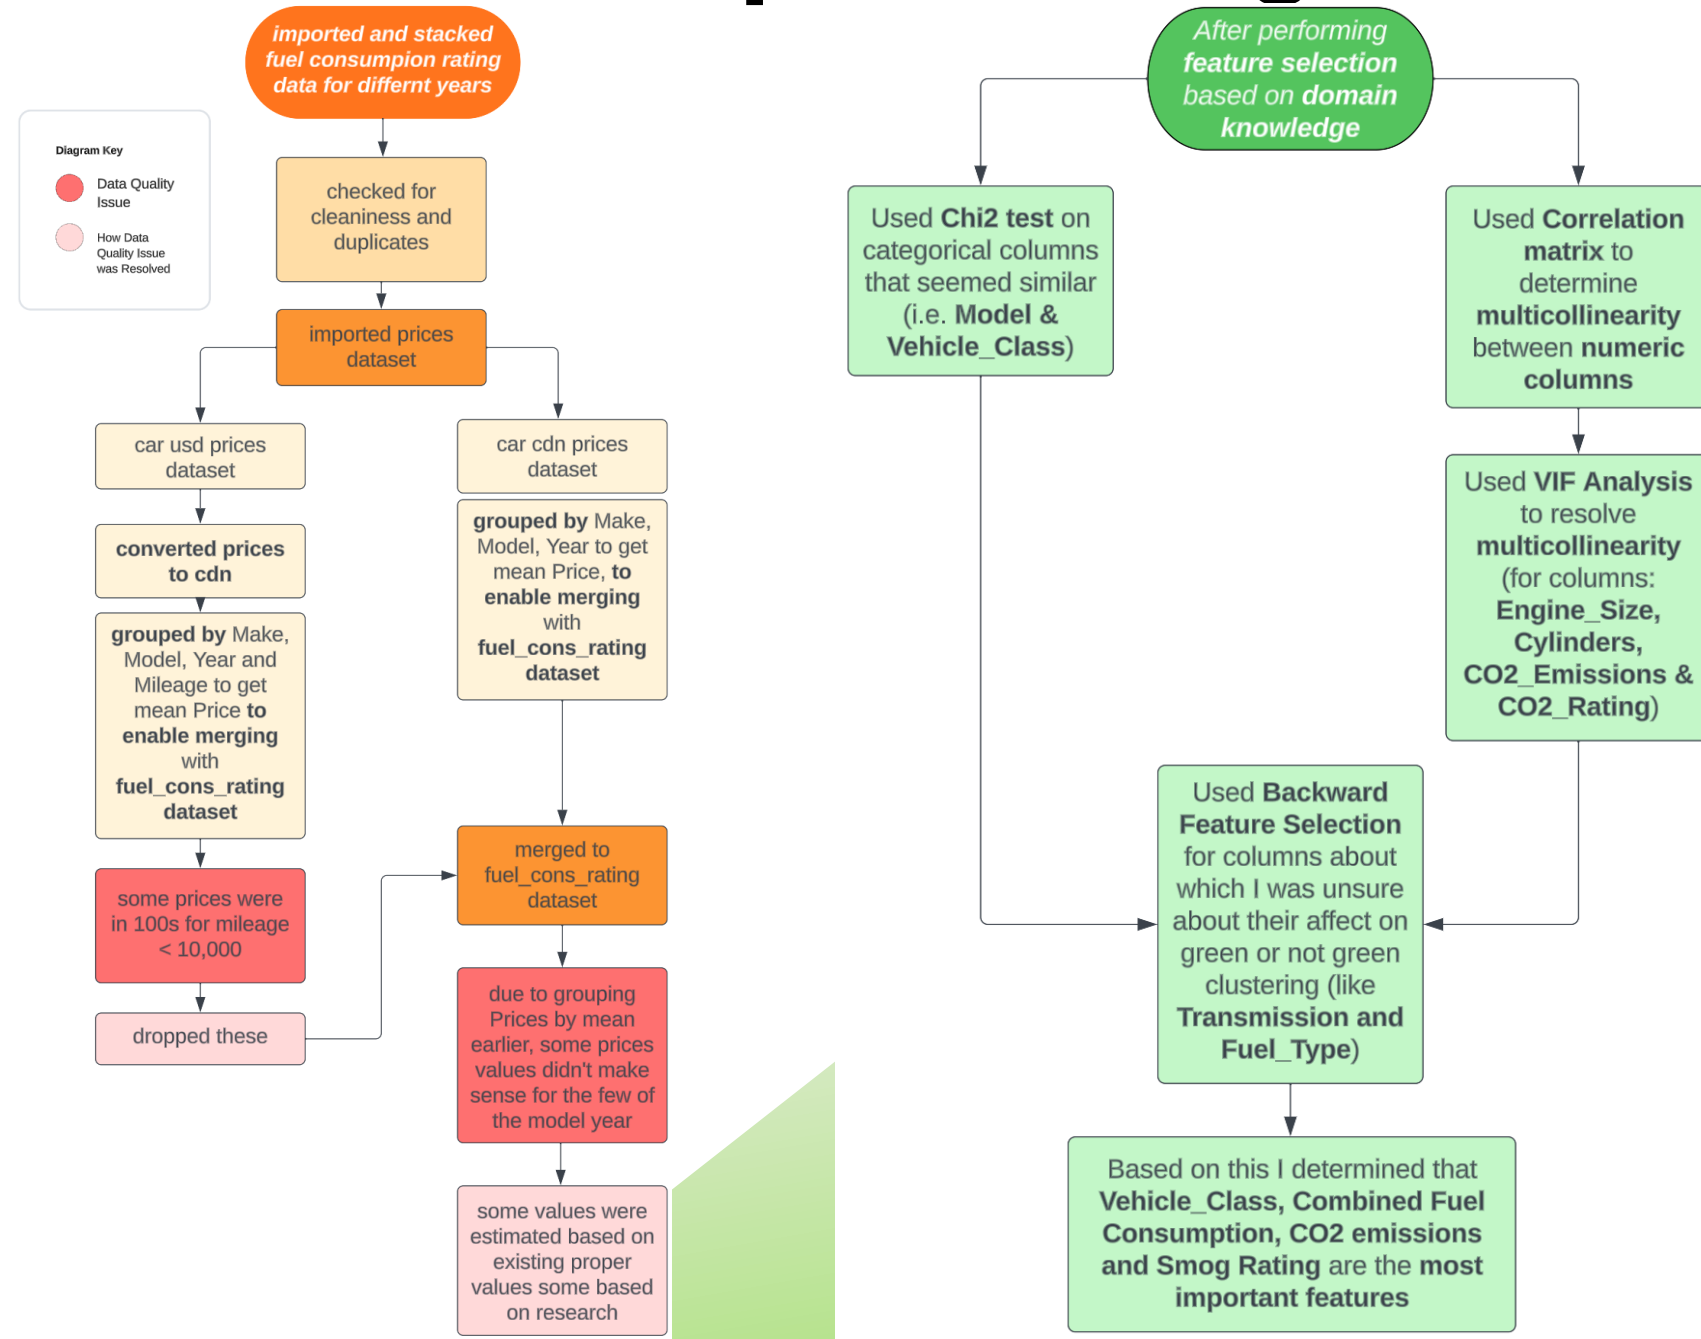 imported and stacked
fuel consumpion rating
data for differnt years
Diagram Key
Data Quality
Issue
How Data
Quality Issue
was Resolved
checked for
cleaniness and
duplicates
imported prices
dataset
car usd prices
dataset
converted prices
to cdn
grouped by Make,
Model, Year and
Mileage to get
mean Price to
enable merging
with
fuel_cons_rating
dataset
some prices were
in 100s for mileage
< 10,000
dropped these
car cdn prices
dataset
grouped by Make,
Model, Year to get
mean Price, to
enable merging
with
fuel_cons_rating
dataset
merged to
fuel_cons_rating
dataset
due to grouping
Prices by mean
earlier, some prices
values didn't make
sense for the few of
the model year
some values were
estimated based on
existing proper
values some based
on research
After performing
feature selection
based on domain
knowledge
Used Chi2 test on
categorical columns
that seemed similar
(i.e. Model &
Vehicle_Class)
Used Correlation
matrix to
determine
multicollinearity
between numeric
columns
Used VIF Analysis
to resolve
multicollinearity
(for columns:
Engine_Size,
Cylinders,
CO2_Emissions &
CO2_Rating)
Used Backward
Feature Selection
for columns about
which I was unsure
about their affect on
green or not green
clustering (like
Transmission and
Fuel_Type)
Based on this I determined that
Vehicle_Class, Combined Fuel
Consumption, CO2 emissions
and Smog Rating are the most
important features